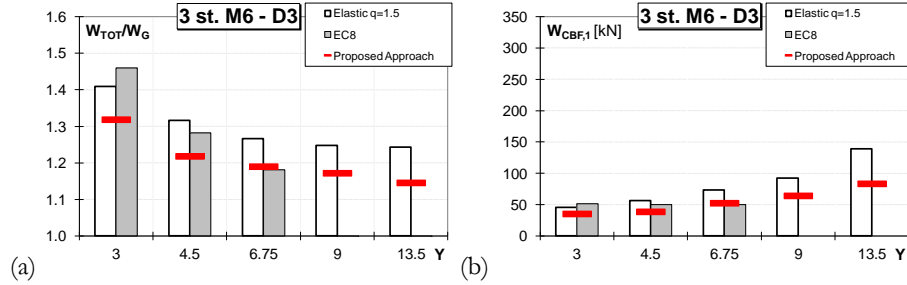 3 st. M6 - D3
W_TOT/W_G
Elastic q=1.5
EC8
Proposed Approach
1.6
1.5
1.4
1.3
1.2
1.1
1.0
3 4.5 6.75 9 13.5 Y
(a)
3 st. M6 - D3
W_CBF,1 [kN]
Elastic q=1.5
EC8
Proposed Approach
350
300
250
200
150
100
50
0
3 4.5 6.75 9 13.5 Y
(b)